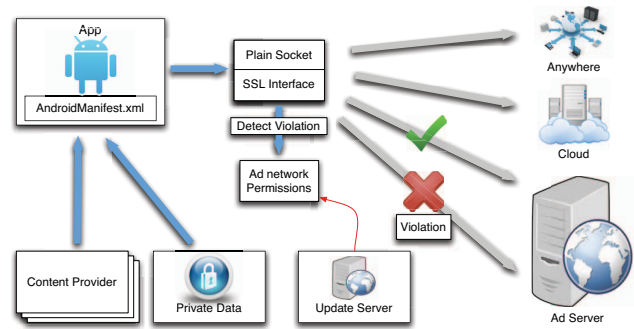 App
AndroidManifest.xml
Plain Socket
SSL Interface
Detect Violation
Ad network
Permissions
Anywhere
Cloud
Violation
Content Provider
Private Data
Update Server
Ad Server